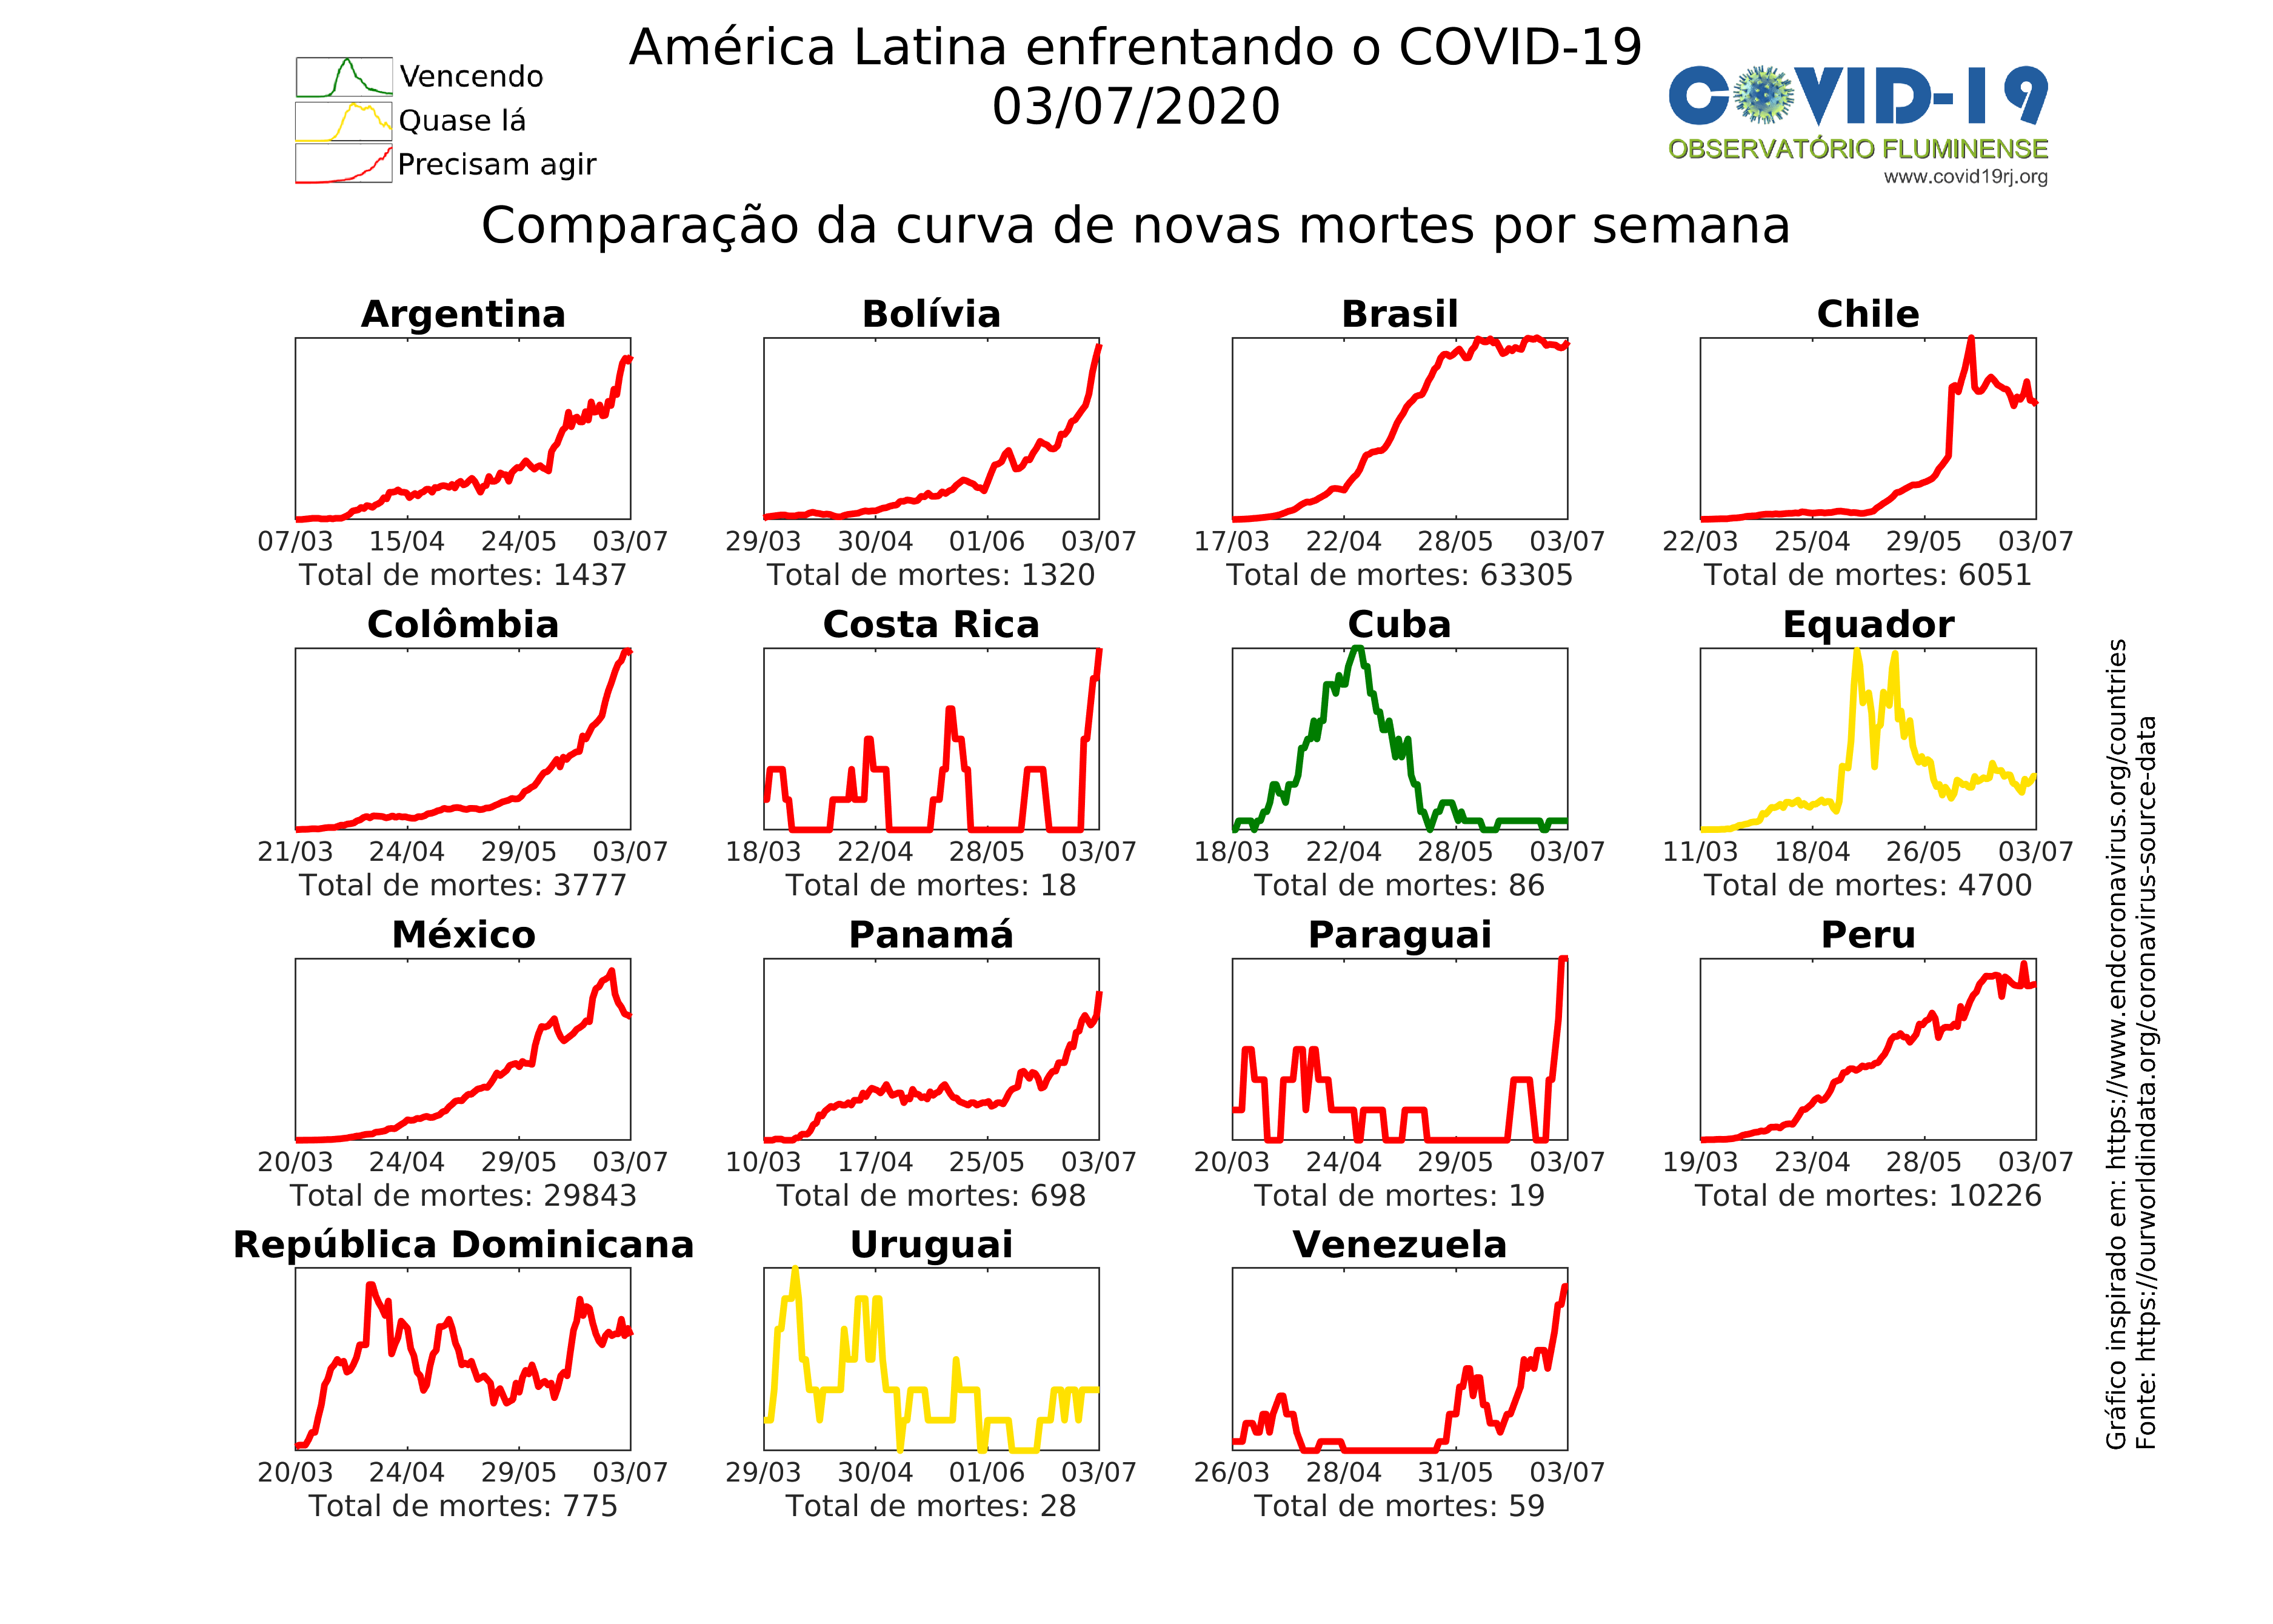 América Latina enfrentando o COVID-19
03/07/2020
Vencendo
Quase lá
Precisam agir
COVID-19
OBSERVATÓRIO FLUMINENSE
www.covid19rj.org
Comparação da curva de novas mortes por semana
Argentina
07/03 15/04 24/05 03/07
Total de mortes: 1437
Bolívia
29/03 30/04 01/06 03/07
Total de mortes: 1320
Brasil
17/03 22/04 28/05 03/07
Total de mortes: 63305
Chile
22/03 25/04 29/05 03/07
Total de mortes: 6051
Colômbia
21/03 24/04 29/05 03/07
Total de mortes: 3777
Costa Rica
18/03 22/04 28/05 03/07
Total de mortes: 18
Cuba
18/03 22/04 28/05 03/07
Total de mortes: 86
Equador
11/03 18/04 26/05 03/07
Total de mortes: 4700
México
20/03 24/04 29/05 03/07
Total de mortes: 29843
Panamá
10/03 17/04 25/05 03/07
Total de mortes: 698
Paraguai
20/03 24/04 29/05 03/07
Total de mortes: 19
Peru
19/03 23/04 28/05 03/07
Total de mortes: 10226
República Dominicana
20/03 24/04 29/05 03/07
Total de mortes: 775
Uruguai
29/03 30/04 01/06 03/07
Total de mortes: 28
Venezuela
26/03 28/04 31/05 03/07
Total de mortes: 59
Gráfico inspirado em: https://www.endcoronavirus.org/countries
Fonte: https://ourworldindata.org/coronavirus-source-data